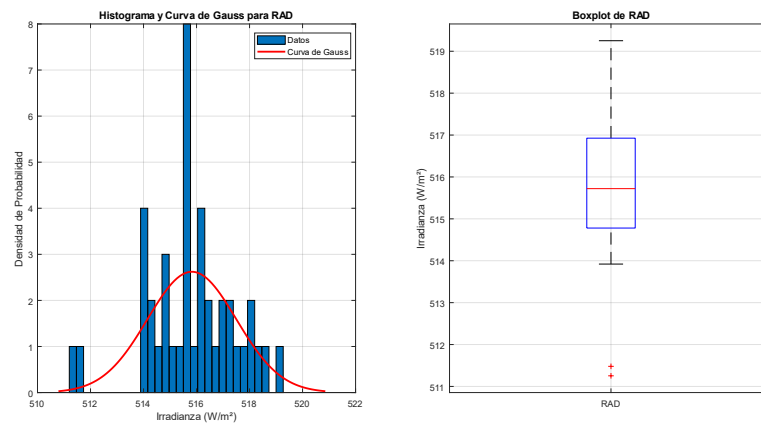 Histograma y Curva de Gauss para RAD
Datos
Curva de Gauss
Densidad de Probabilidad
8
7
6
5
4
3
2
1
0
510 512 514 516 518 520 522
Irradianza (W/m²)
Boxplot de RAD
Irradianza (W/m²)
519
518
517
516
515
514
513
512
511
RAD